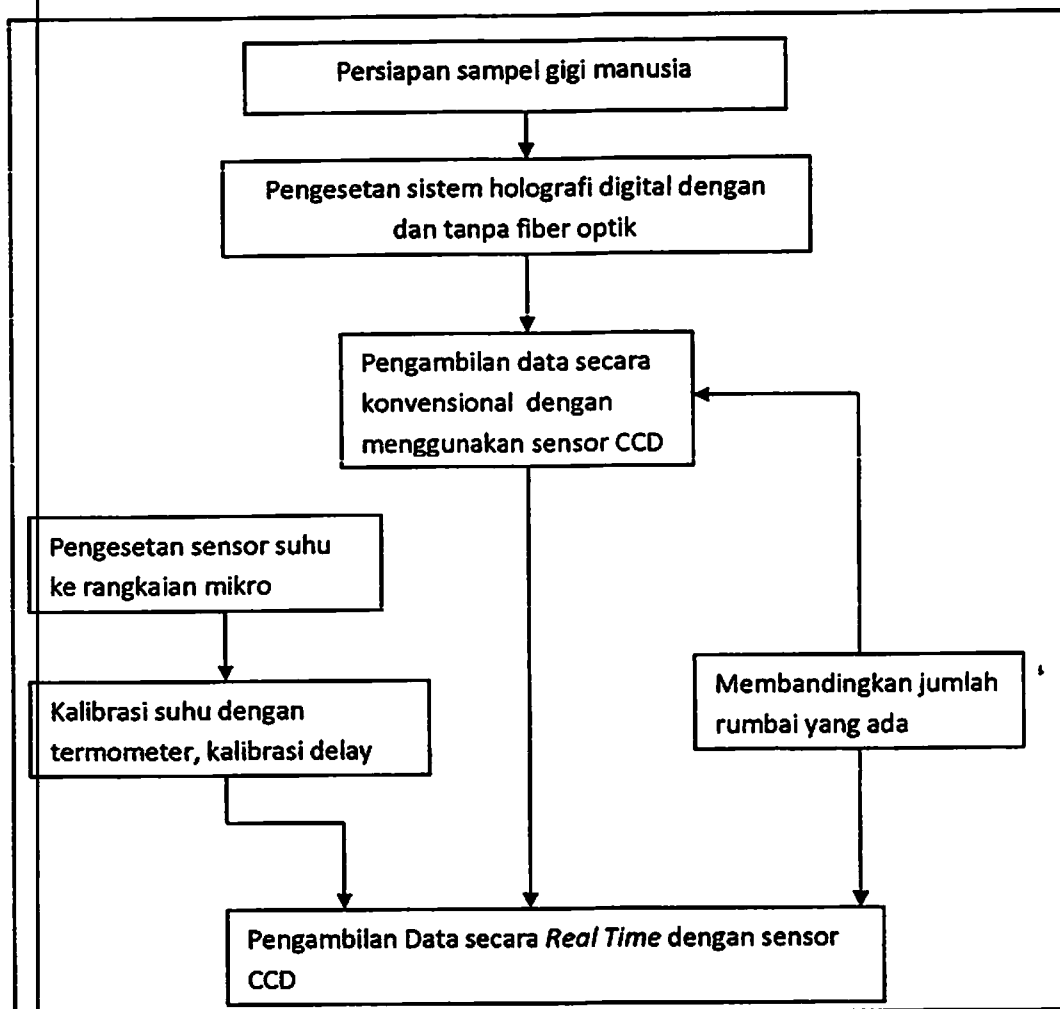 Persiapan sampel gigi manusia
Pengesetan sistem holografi digital dengan
dan tanpa fiber optik
Pengambilan data secara
konvensional dengan
menggunakan sensor CCD
Pengesetan sensor suhu
ke rangkaian mikro
Kalibrasi suhu dengan
termometer, kalibrasi delay
Membandingkan jumlah
rumbai yang ada
Pengambilan Data secara Real Time dengan sensor
CCD